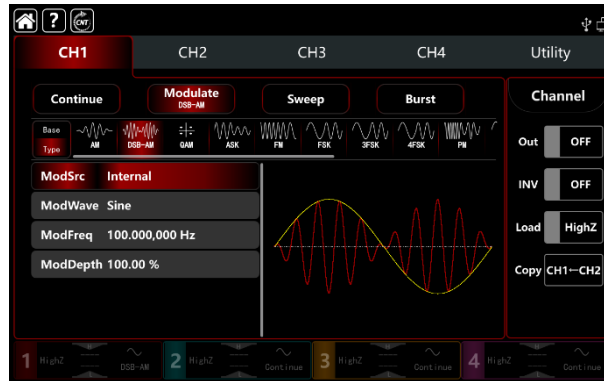 ? CNT
CH1 CH2 CH3 CH4 Utility
Continue Modulate DSB-AM Sweep Burst Channel
Base Type AM DSB-AM QAM ASK FM FSK 3FSK 4FSK PM
Out OFF
ModSrc Internal
INV OFF
ModWave Sine
ModFreq 100.000,000 Hz
Load HighZ
ModDepth 100.00 %
Copy CH1←CH2
1 HighZ DSB-AM 2 HighZ Continue 3 HighZ Continue 4 HighZ Continue